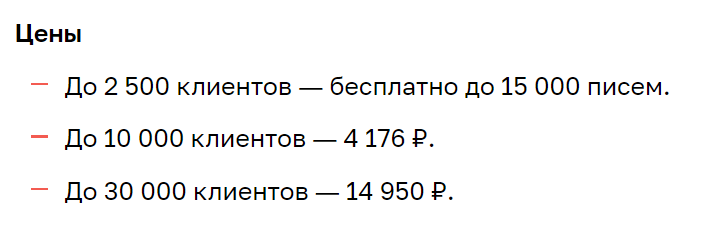 Цены
— До 2 500 клиентов — бесплатно до 15 000 писем.
— До 10 000 клиентов — 4 176 ₽.
— До 30 000 клиентов — 14 950 ₽.